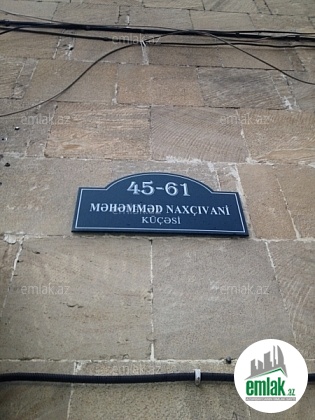 45-61
MƏHƏMMƏD NAXÇIVANİ
KÜÇƏSİ
emlak.az